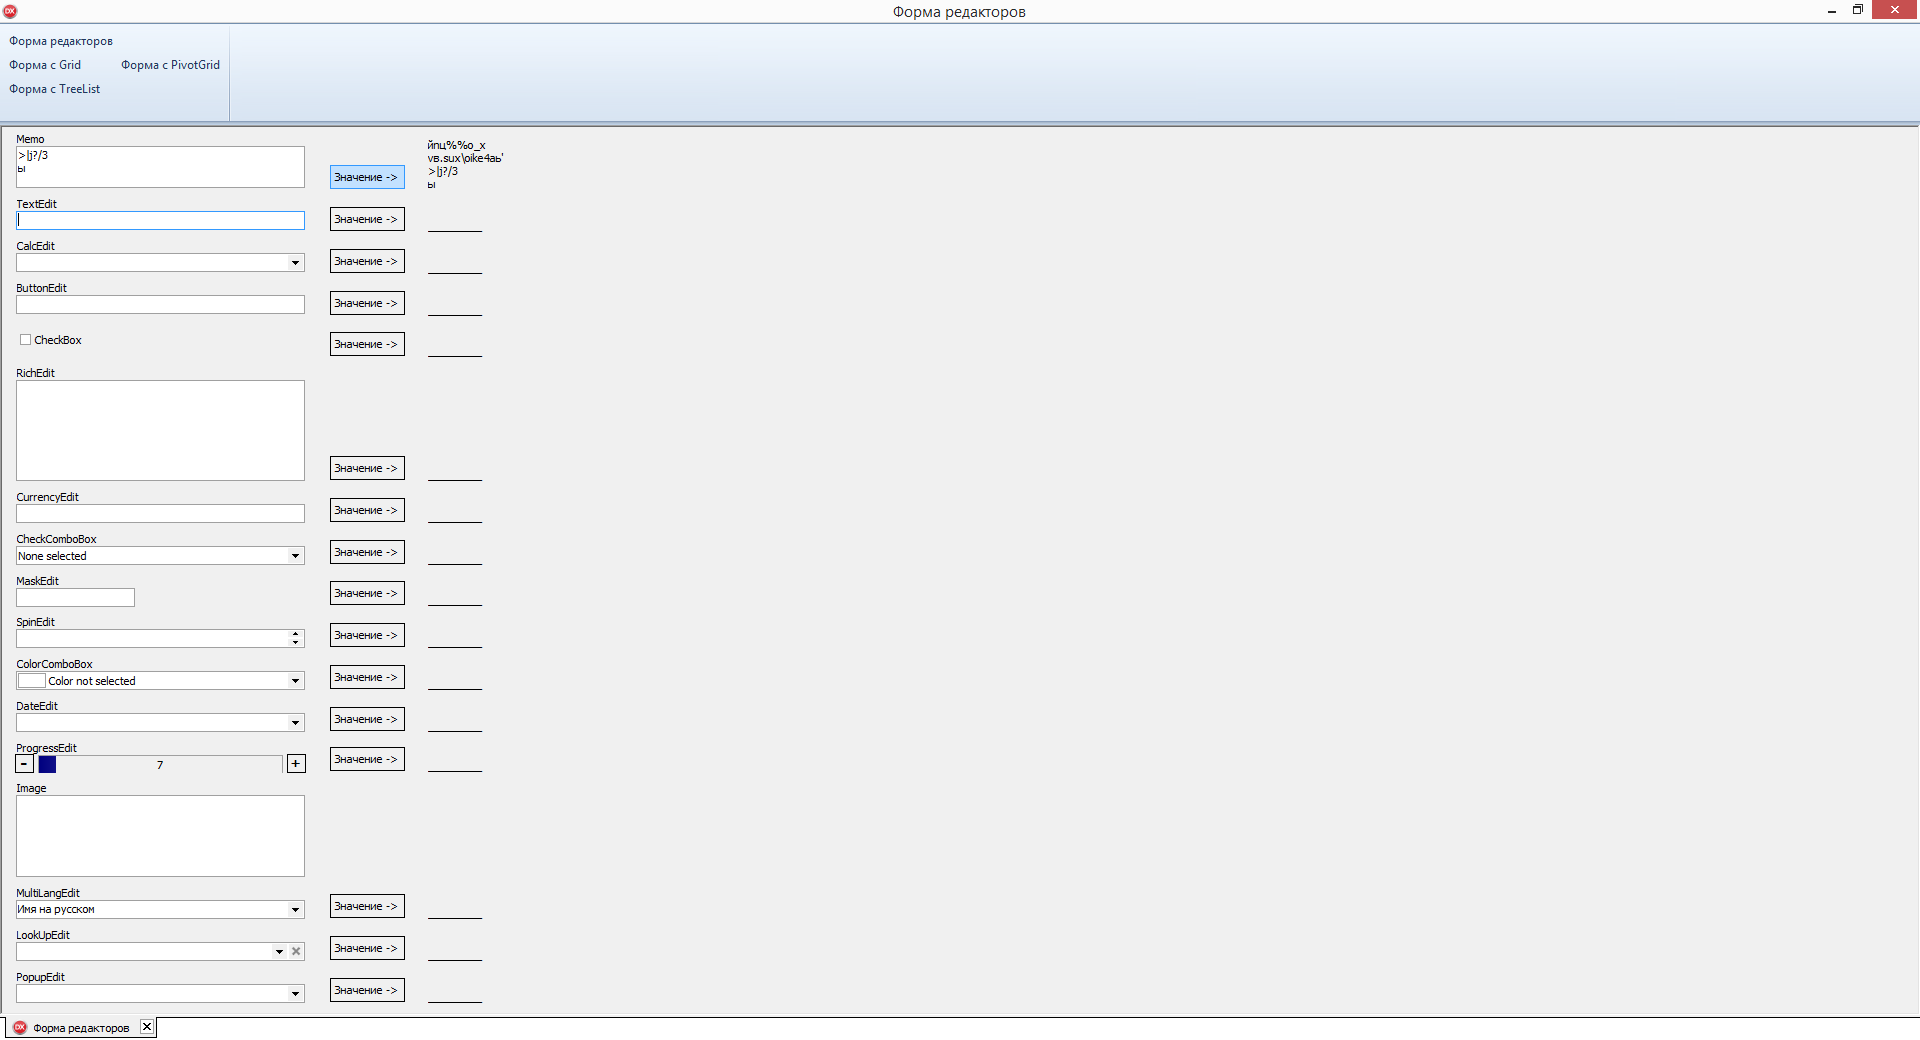 Форма редакторов
Форма редакторов
Форма с Grid Форма с PivotGrid
Форма с TreeList
Memo
>|j?/3
ы
Значение ->
йпц%%о_х
vв.sux\oike4аь'
>|j?/3
ы
TextEdit
Значение ->
CalcEdit
Значение ->
ButtonEdit
Значение ->
CheckBox
Значение ->
RichEdit
Значение ->
CurrencyEdit
Значение ->
CheckComboBox
None selected
Значение ->
MaskEdit
Значение ->
SpinEdit
Значение ->
ColorComboBox
Color not selected
Значение ->
DateEdit
Значение ->
ProgressEdit
- 7 +
Значение ->
Image
MultiLangEdit
Имя на русском
Значение ->
LookUpEdit
Значение ->
PopupEdit
Значение ->
DX Форма редакторов